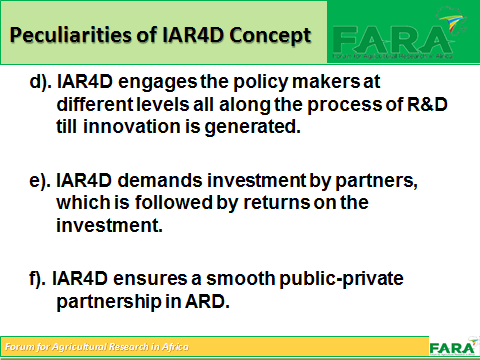 Peculiarities of IAR4D Concept
FARA
d). IAR4D engages the policy makers at
different levels all along the process of R&D
till innovation is generated.
e). IAR4D demands investment by partners,
which is followed by returns on the
investment.
f). IAR4D ensures a smooth public-private
partnership in ARD.
Forum for Agricultural Research in Africa
FARA